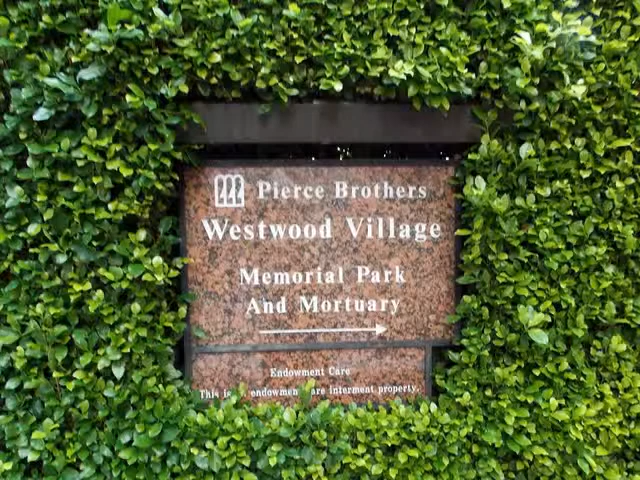 Pierce Brothers
Westwood Village
Memorial Park
And Mortuary
Endowment Care
This is endowment care interment property.